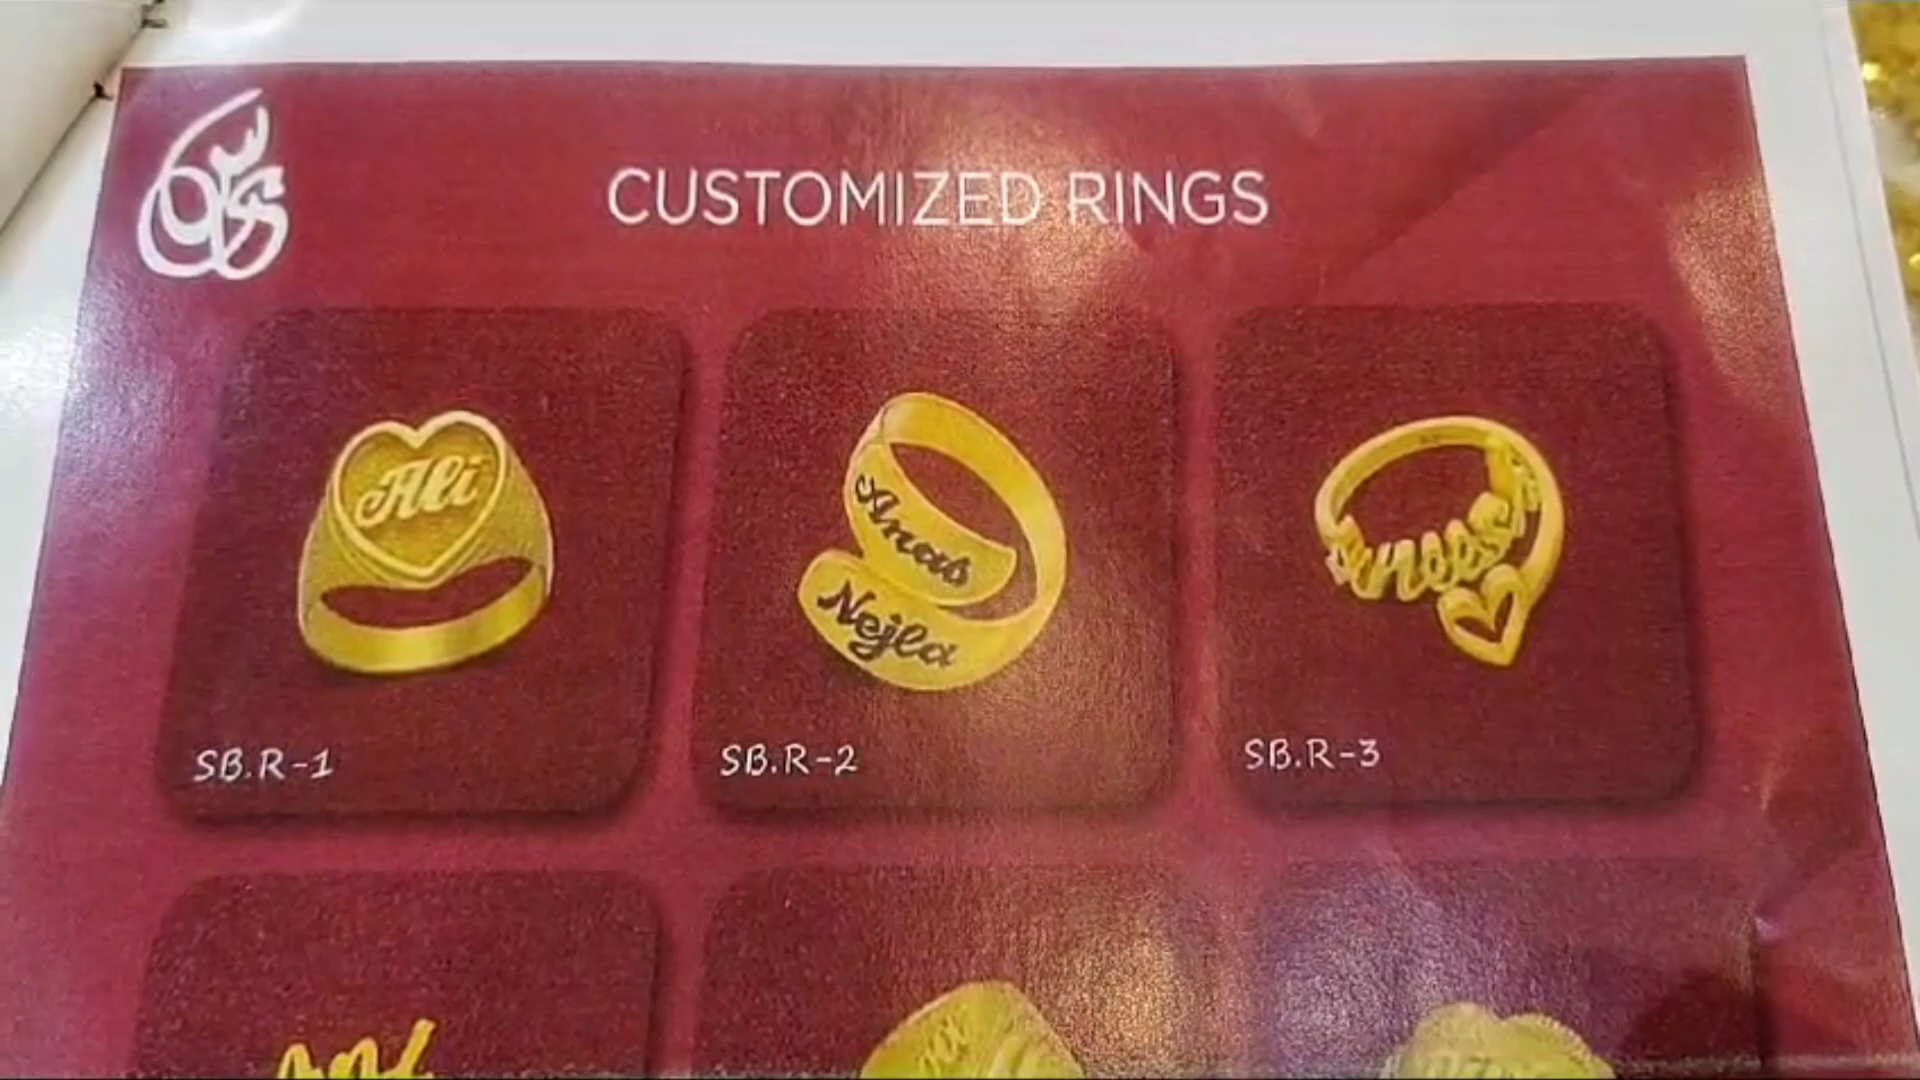 CUSTOMIZED RINGS
Ali
Anas
Nejla
SB.R-1
SB.R-2
SB.R-3